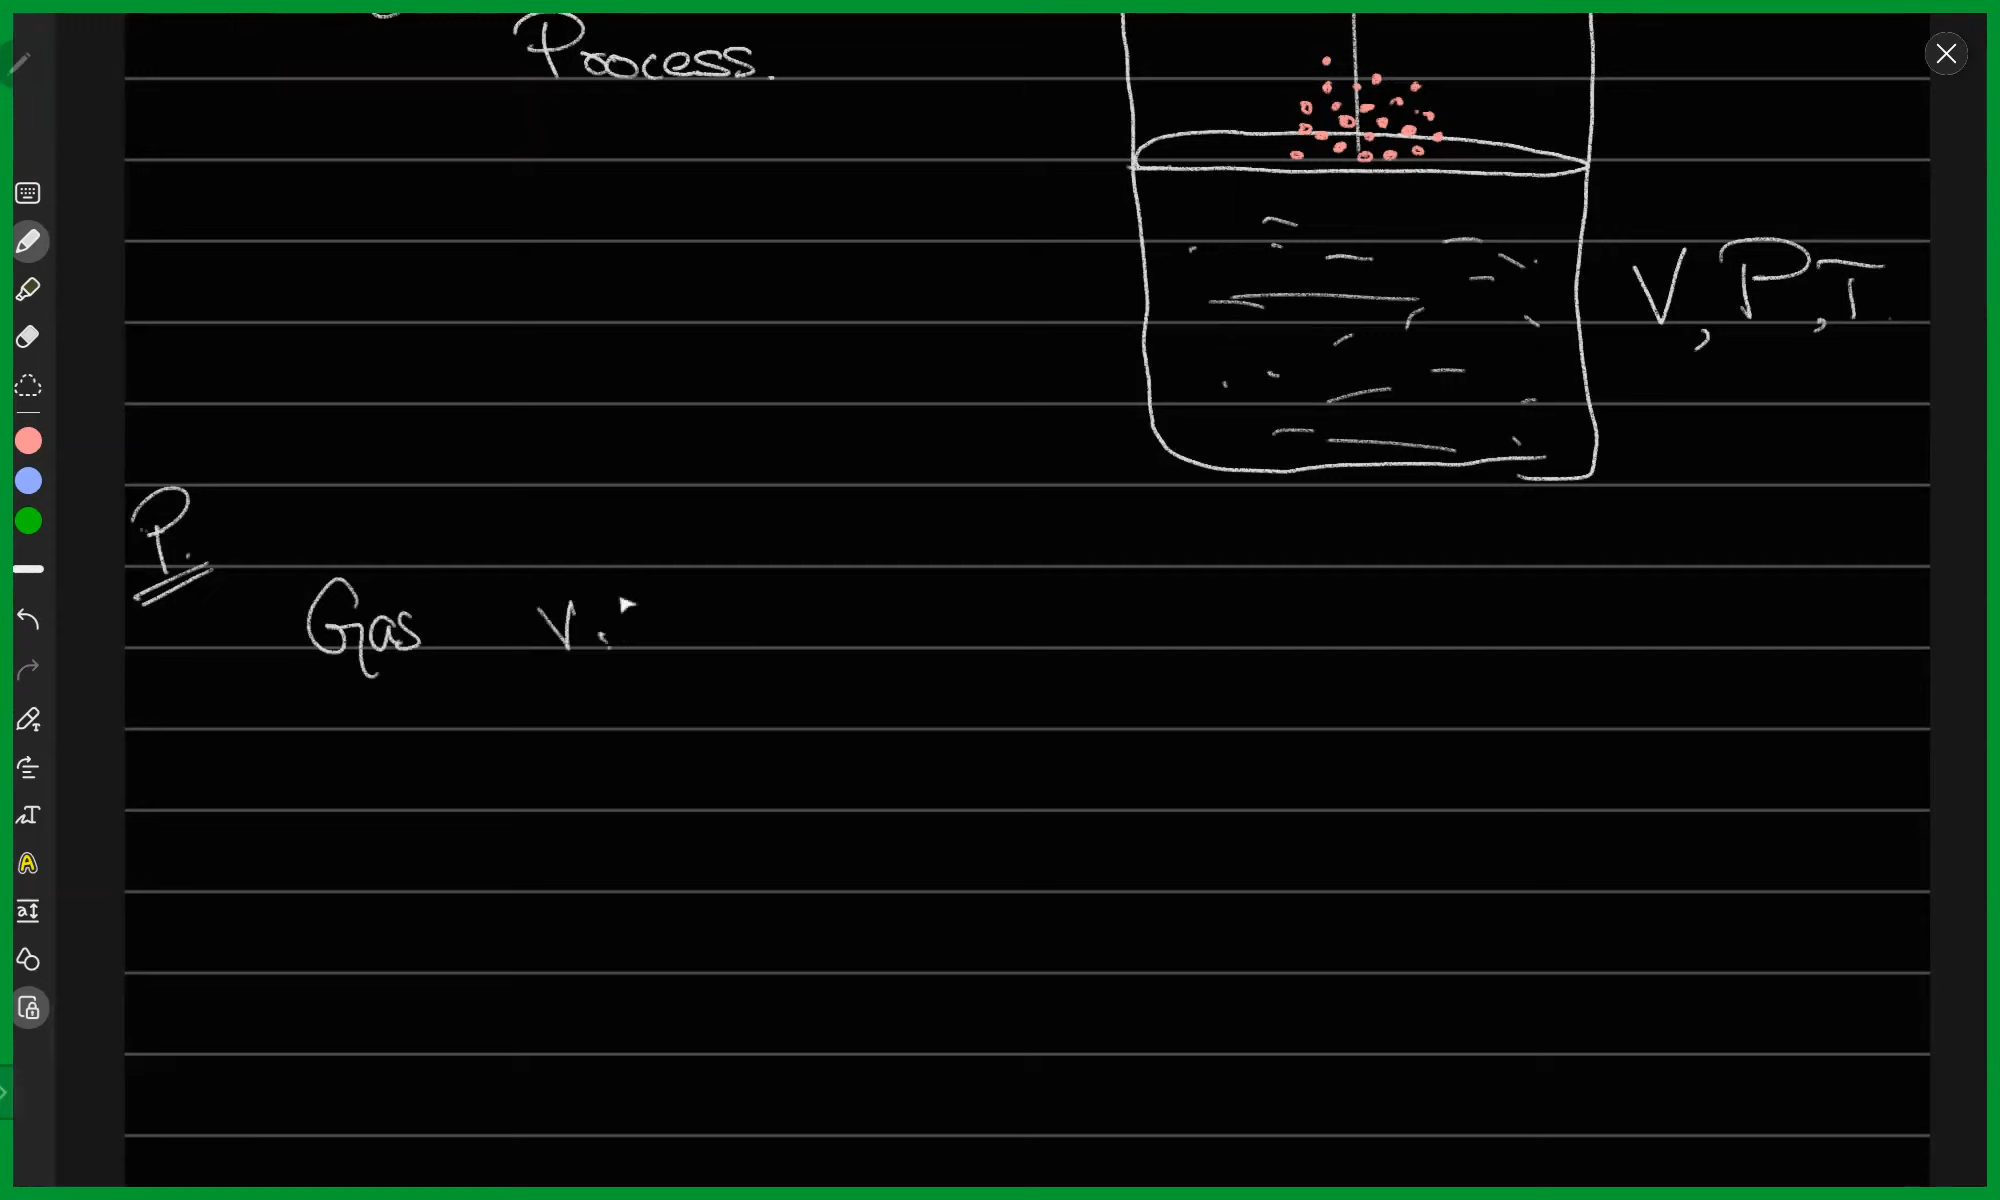 Process.
V, P, T
P.
Gas V,